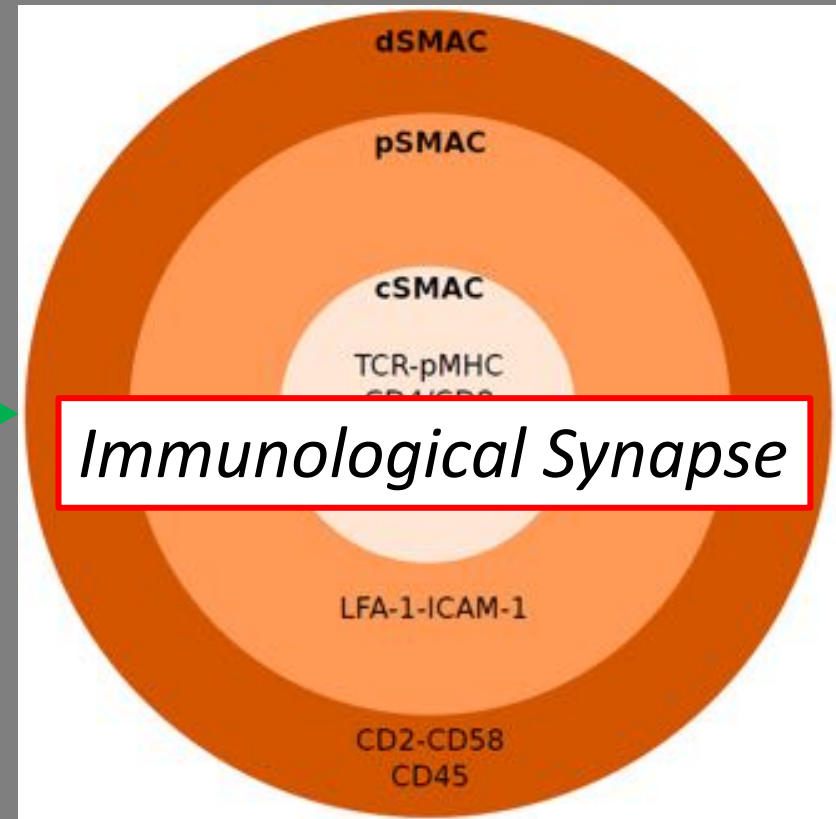 dSMAC
pSMAC
cSMAC
TCR-pMHC
Immunological Synapse
LFA-1-ICAM-1
CD2-CD58
CD45